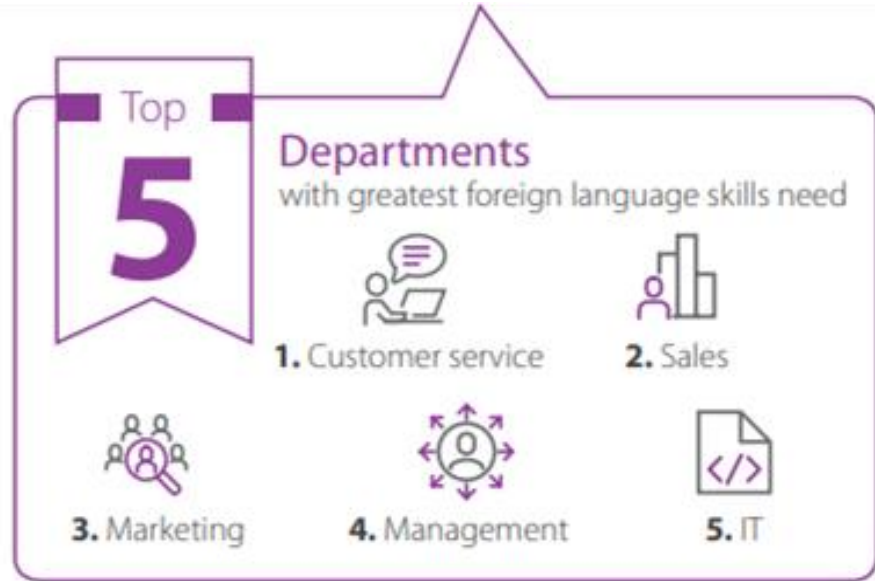 Top
5
Departments
with greatest foreign language skills need
1. Customer service
2. Sales
3. Marketing
4. Management
</>
5. IT